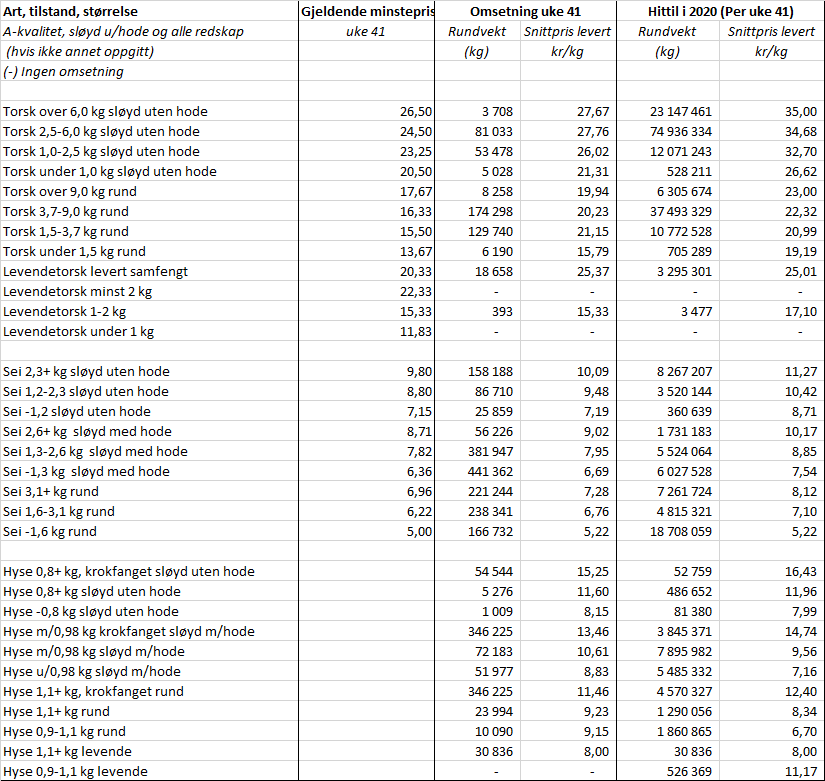 Art, tilstand, størrelse Gjeldende minstepris Omsetning uke 41 Hittil i 2020 (Per uke 41)
A-kvalitet, sløyd u/hode og alle redskap uke 41 Rundvekt Snittpris levert Rundvekt Snittpris levert
(hvis ikke annet oppgitt) (kg) kr/kg (kg) kr/kg
(-) Ingen omsetning
Torsk over 6,0 kg sløyd uten hode 26,50 3 708 27,67 23 147 461 35,00
Torsk 2,5-6,0 kg sløyd uten hode 24,50 81 033 27,76 74 936 334 34,68
Torsk 1,0-2,5 kg sløyd uten hode 23,25 53 478 26,02 12 071 243 32,70
Torsk under 1,0 kg sløyd uten hode 20,50 5 028 21,31 528 211 26,62
Torsk over 9,0 kg rund 17,67 8 258 19,94 6 305 674 23,00
Torsk 3,7-9,0 kg rund 16,33 174 298 20,23 37 493 329 22,32
Torsk 1,5-3,7 kg rund 15,50 129 740 21,15 10 772 528 20,99
Torsk under 1,5 kg rund 13,67 6 190 15,79 705 289 19,19
Levendetorsk levert samfengt 20,33 18 658 25,37 3 295 301 25,01
Levendetorsk minst 2 kg 22,33 - - - -
Levendetorsk 1-2 kg 15,33 393 15,33 3 477 17,10
Levendetorsk under 1 kg 11,83 - - - -
Sei 2,3+ kg sløyd uten hode 9,80 158 188 10,09 8 267 207 11,27
Sei 1,2-2,3 sløyd uten hode 8,80 86 710 9,48 3 520 144 10,42
Sei -1,2 sløyd uten hode 7,15 25 859 7,19 360 639 8,71
Sei 2,6+ kg  sløyd med hode 8,71 56 226 9,02 1 731 183 10,17
Sei 1,3-2,6 kg  sløyd med hode 7,82 381 947 7,95 5 524 064 8,85
Sei -1,3 kg  sløyd med hode 6,36 441 362 6,69 6 027 528 7,54
Sei 3,1+ kg rund 6,96 221 244 7,28 7 261 724 8,12
Sei 1,6-3,1 kg rund 6,22 238 341 6,76 4 815 321 7,10
Sei -1,6 kg rund 5,00 166 732 5,22 18 708 059 5,22
Hyse 0,8+ kg, krokfanget sløyd uten hode 54 544 15,25 52 759 16,43
Hyse 0,8+ kg sløyd uten hode 5 276 11,60 486 652 11,96
Hyse -0,8 kg sløyd uten hode 1 009 8,15 81 380 7,99
Hyse m/0,98 kg krokfanget sløyd m/hode 346 225 13,46 3 845 371 14,74
Hyse m/0,98 kg sløyd m/hode 72 183 10,61 7 895 982 9,56
Hyse u/0,98 kg sløyd m/hode 51 977 8,83 5 485 332 7,16
Hyse 1,1+ kg, krokfanget rund 346 225 11,46 4 570 327 12,40
Hyse 1,1+ kg rund 23 994 9,23 1 290 056 8,34
Hyse 0,9-1,1 kg rund 10 090 9,15 1 860 865 6,70
Hyse 1,1+ kg levende 30 836 8,00 30 836 8,00
Hyse 0,9-1,1 kg levende - - 526 369 11,17